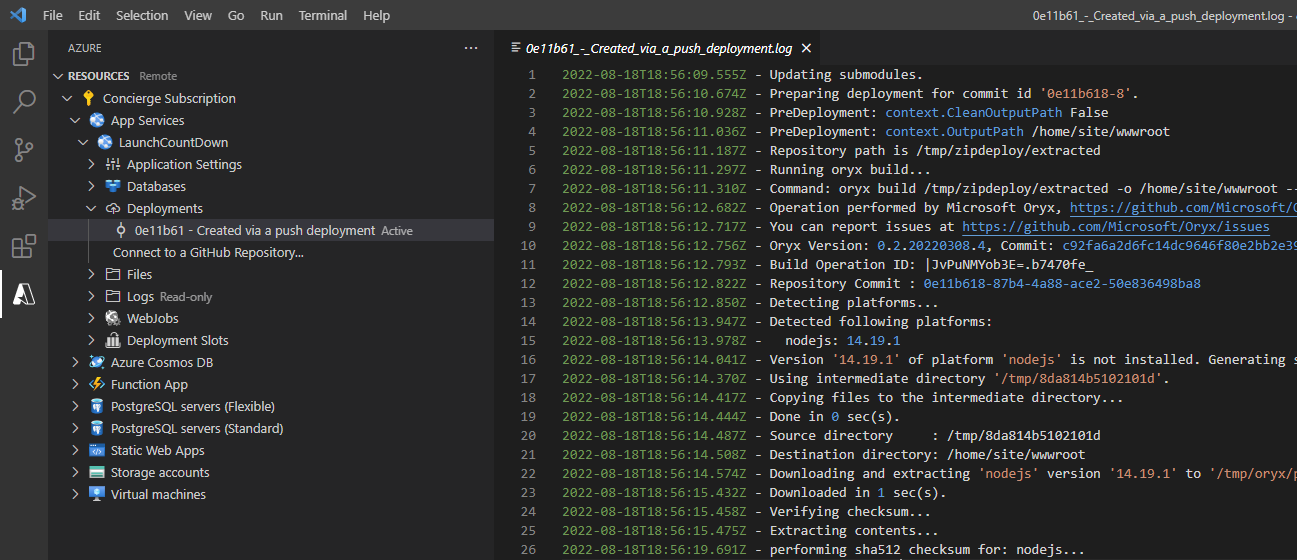 File Edit Selection View Go Run Terminal Help
0e11b61_-_Created_via_a_push_deployment.log -
AZURE
RESOURCES Remote
Concierge Subscription
App Services
LaunchCountDown
Application Settings
Databases
Deployments
0e11b61 - Created via a push deployment Active
Connect to a GitHub Repository...
Files
Logs Read-only
WebJobs
Deployment Slots
Azure Cosmos DB
Function App
PostgreSQL servers (Flexible)
PostgreSQL servers (Standard)
Static Web Apps
Storage accounts
Virtual machines
0e11b61_-_Created_via_a_push_deployment.log
1 2022-08-18T18:56:09.555Z - Updating submodules.
2 2022-08-18T18:56:10.674Z - Preparing deployment for commit id '0e11b618-8'.
3 2022-08-18T18:56:10.928Z - PreDeployment: context.CleanOutputPath False
4 2022-08-18T18:56:11.036Z - PreDeployment: context.OutputPath /home/site/wwwroot
5 2022-08-18T18:56:11.187Z - Repository path is /tmp/zipdeploy/extracted
6 2022-08-18T18:56:11.297Z - Running oryx build...
7 2022-08-18T18:56:11.310Z - Command: oryx build /tmp/zipdeploy/extracted -o /home/site/wwwroot --
8 2022-08-18T18:56:12.682Z - Operation performed by Microsoft Oryx, https://github.com/Microsoft/O
9 2022-08-18T18:56:12.717Z - You can report issues at https://github.com/Microsoft/Oryx/issues
10 2022-08-18T18:56:12.756Z - Oryx Version: 0.2.20220308.4, Commit: c92fa6a2d6fc14dc9646f80e2bb2e39
11 2022-08-18T18:56:12.793Z - Build Operation ID: |JvPuNMYob3E=.b7470fe_
12 2022-08-18T18:56:12.822Z - Repository Commit : 0e11b618-87b4-4a88-ace2-50e836498ba8
13 2022-08-18T18:56:12.850Z - Detecting platforms...
14 2022-08-18T18:56:13.947Z - Detected following platforms:
15 2022-08-18T18:56:13.978Z - nodejs: 14.19.1
16 2022-08-18T18:56:14.041Z - Version '14.19.1' of platform 'nodejs' is not installed. Generating s
17 2022-08-18T18:56:14.370Z - Using intermediate directory '/tmp/8da814b5102101d'.
18 2022-08-18T18:56:14.417Z - Copying files to the intermediate directory...
19 2022-08-18T18:56:14.444Z - Done in 0 sec(s).
20 2022-08-18T18:56:14.487Z - Source directory : /tmp/8da814b5102101d
21 2022-08-18T18:56:14.508Z - Destination directory: /home/site/wwwroot
22 2022-08-18T18:56:14.574Z - Downloading and extracting 'nodejs' version '14.19.1' to '/tmp/oryx/p
23 2022-08-18T18:56:15.432Z - Downloaded in 1 sec(s).
24 2022-08-18T18:56:15.458Z - Verifying checksum...
25 2022-08-18T18:56:15.475Z - Extracting contents...
26 2022-08-18T18:56:19.691Z - performing sha512 checksum for: nodejs...